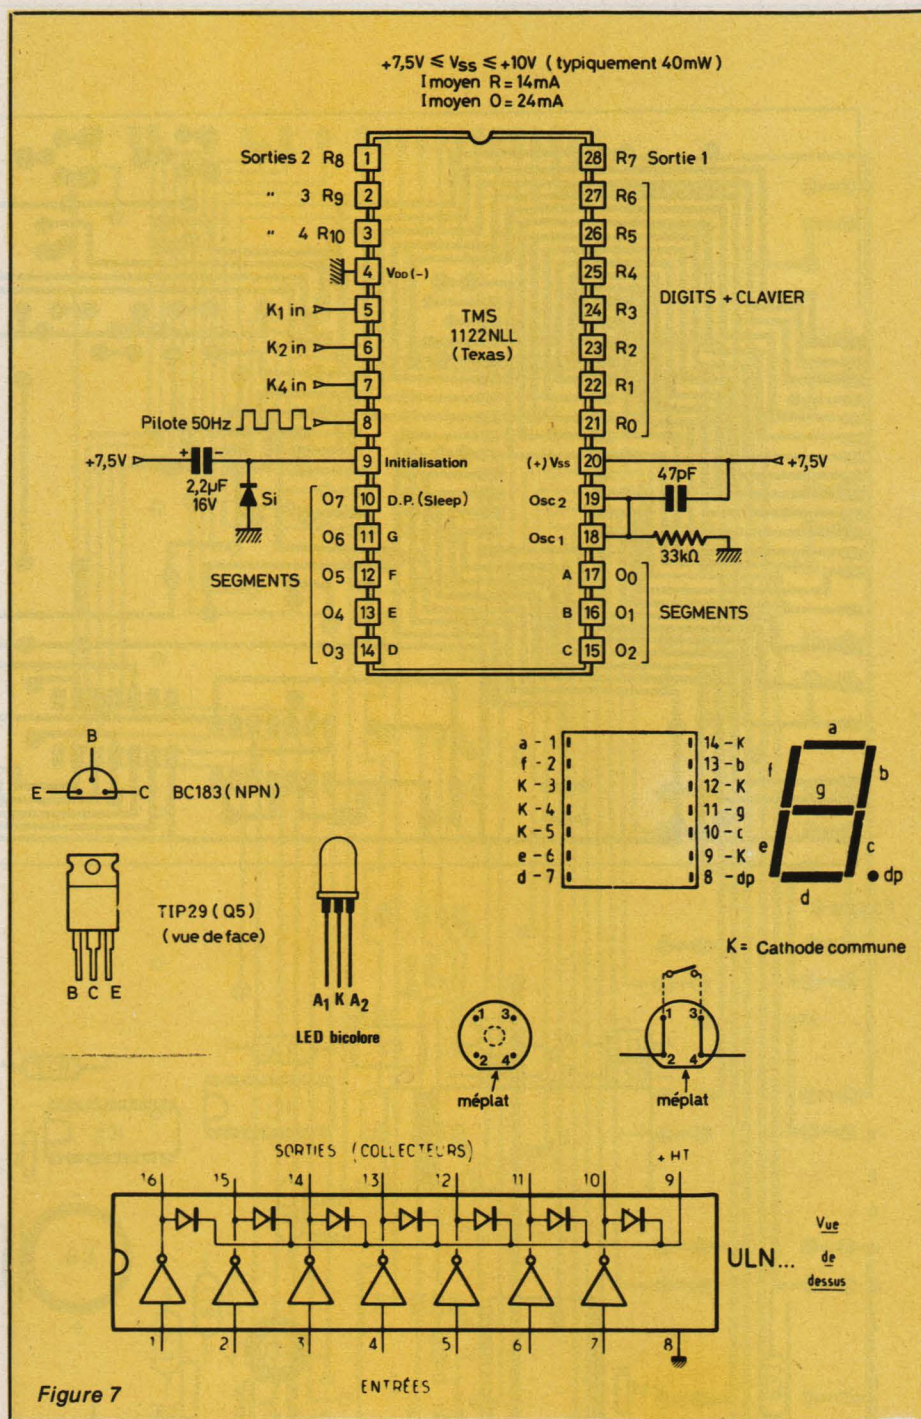 +7,5V ≤ VSS ≤ +10V (typiquement 40mW)
I moyen R = 14mA
I moyen O = 24mA
Sorties 2 R8 1
28 R7 Sortie 1
" 3 R9 2
27 R6
" 4 R10 3
26 R5
4 VDD (-)
25 R4
DIGITS + CLAVIER
TMS
1122NLL
(Texas)
K1 in 5
24 R3
K2 in 6
23 R2
K4 in 7
22 R1
Pilote 50Hz 8
21 R0
+7,5V + - 9 Initialisation
(+) VSS 20 +7,5V
2,2µF
16V
Si
47pF
O7 10 D.P. (Sleep)
Osc 2 19
O6 11 G
Osc 1 18
33kΩ
SEGMENTS
O5 12 F
A 17 O0
O4 13 E
B 16 O1
SEGMENTS
O3 14 D
C 15 O2
B
E C BC183 (NPN)
a - 1 14 - K
f - 2 13 - b
K - 3 12 - K
K - 4 11 - g
K - 5 10 - c
e - 6 9 - K
d - 7 8 - dp
a
f b
g
e c
d dp
K = Cathode commune
TIP29 (Q5)
(vue de face)
B C E
A1 K A2
LED bicolore
1 3
2 4
méplat
1 3
2 4
méplat
SORTIES (COLLECTEURS)
+ HT
16 15 14 13 12 11 10 9
ULN...
Vue
de
dessus
1 2 3 4 5 6 7 8
ENTRÉES
Figure 7